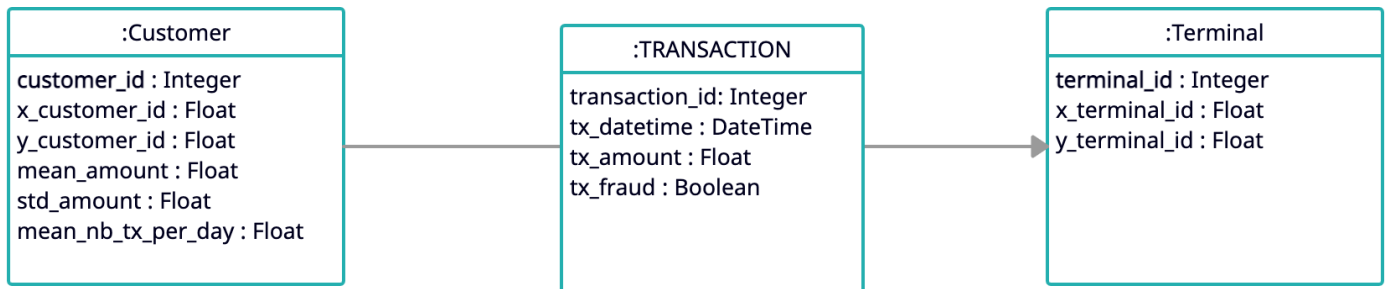 :Customer
customer_id : Integer
x_customer_id : Float
y_customer_id : Float
mean_amount : Float
std_amount : Float
mean_nb_tx_per_day : Float
:TRANSACTION
transaction_id: Integer
tx_datetime : DateTime
tx_amount : Float
tx_fraud : Boolean
:Terminal
terminal_id : Integer
x_terminal_id : Float
y_terminal_id : Float